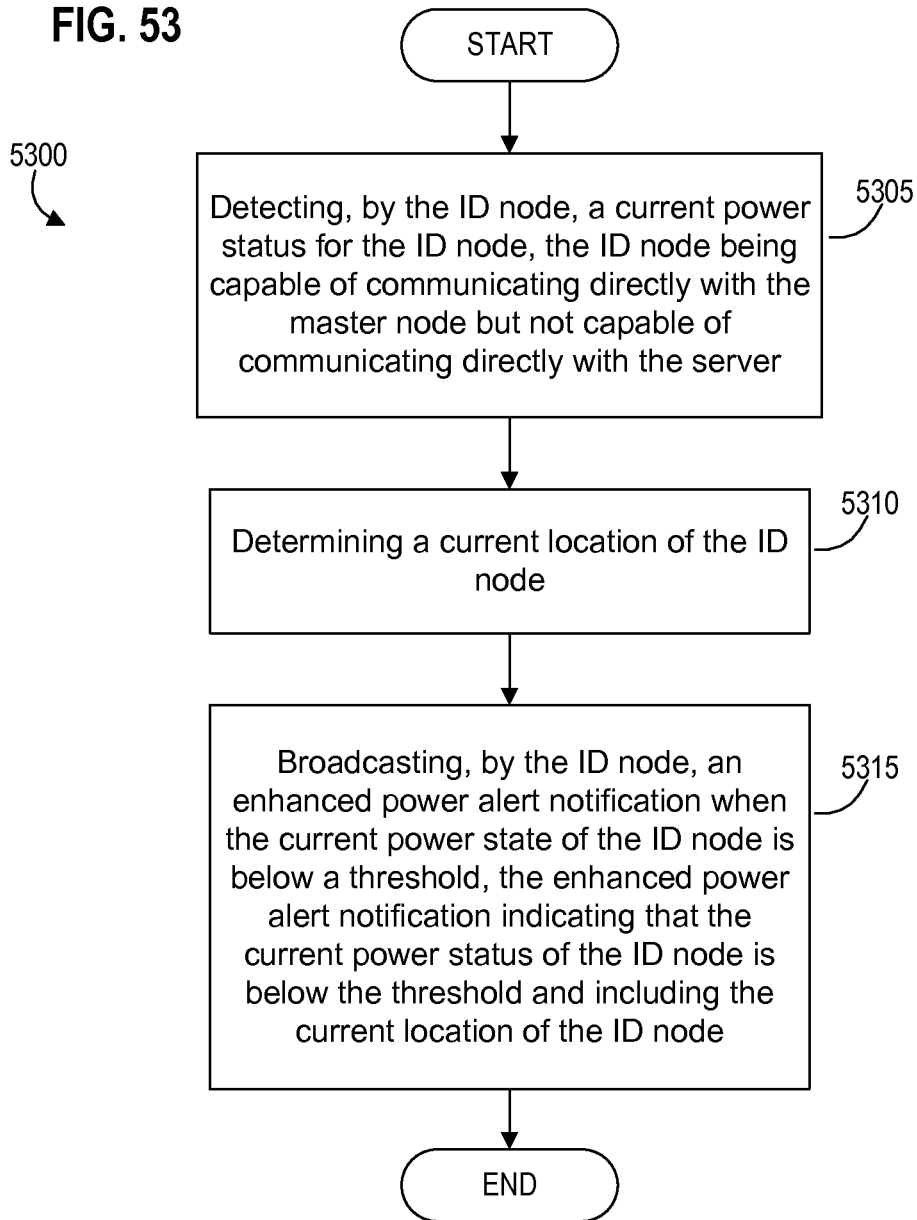 FIG. 53
START
5300
5305
Detecting, by the ID node, a current power
status for the ID node, the ID node being
capable of communicating directly with the
master node but not capable of
communicating directly with the server
5310
Determining a current location of the ID
node
5315
Broadcasting, by the ID node, an
enhanced power alert notification when
the current power state of the ID node is
below a threshold, the enhanced power
alert notification indicating that the
current power status of the ID node is
below the threshold and including the
current location of the ID node
END